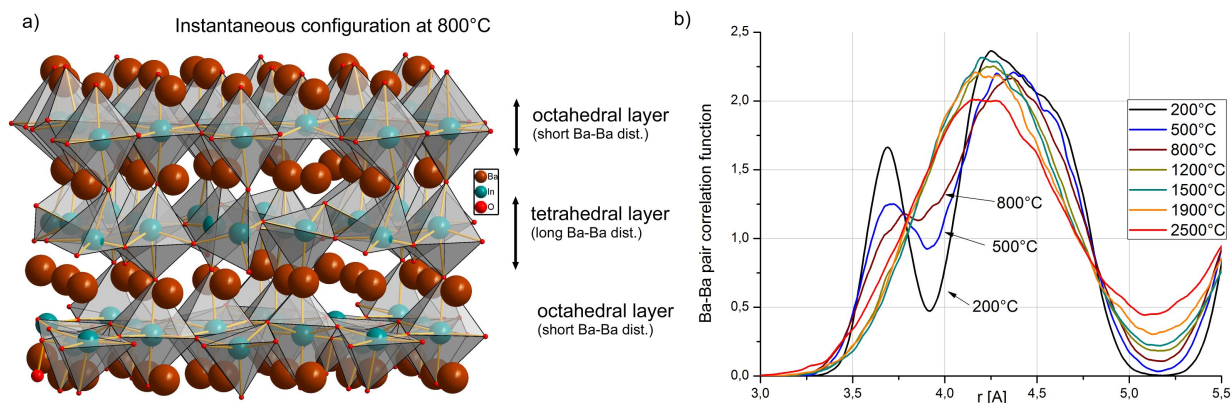 a)
Instantaneous configuration at 800°C
octahedral layer
(short Ba-Ba dist.)
Ba
In
O
tetrahedral layer
(long Ba-Ba dist.)
octahedral layer
(short Ba-Ba dist.)
b)
Ba-Ba pair correlation function
2,5
2,0
1,5
1,0
0,5
0,0
3,0
3,5
4,0
4,5
5,0
5,5
r [A]
800°C
500°C
200°C
200°C
500°C
800°C
1200°C
1500°C
1900°C
2500°C